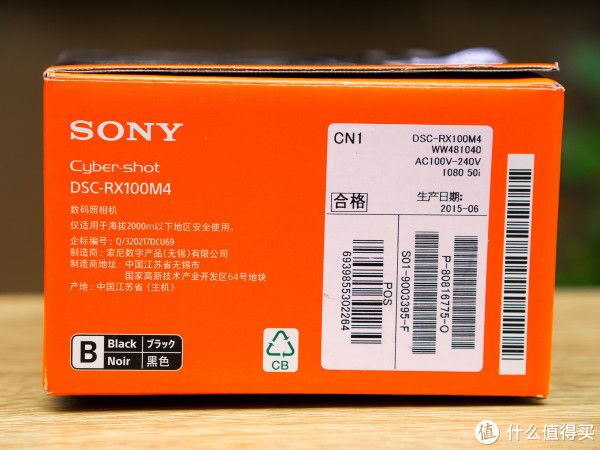 SONY
Cyber-shot
DSC-RX100M4
数码照相机
仅适用于海拔2000m以下地区安全使用。
企标编号：Q/320217DCU69
制造商：索尼数字产品(无锡)有限公司
制造商地址：中国江苏省无锡市
国家高新技术产业开发区64号地块
产地：中国江苏省(主机)
B
Black ブラック
Noir 黑色
CB
CN1
DSC-RX100M4
WW481040
AC100V-240V
1080 50i
合格
生产日期:
2015-06
6939855302264
POS
S01-9003395-F
P-80816775-O
值 什么值得买